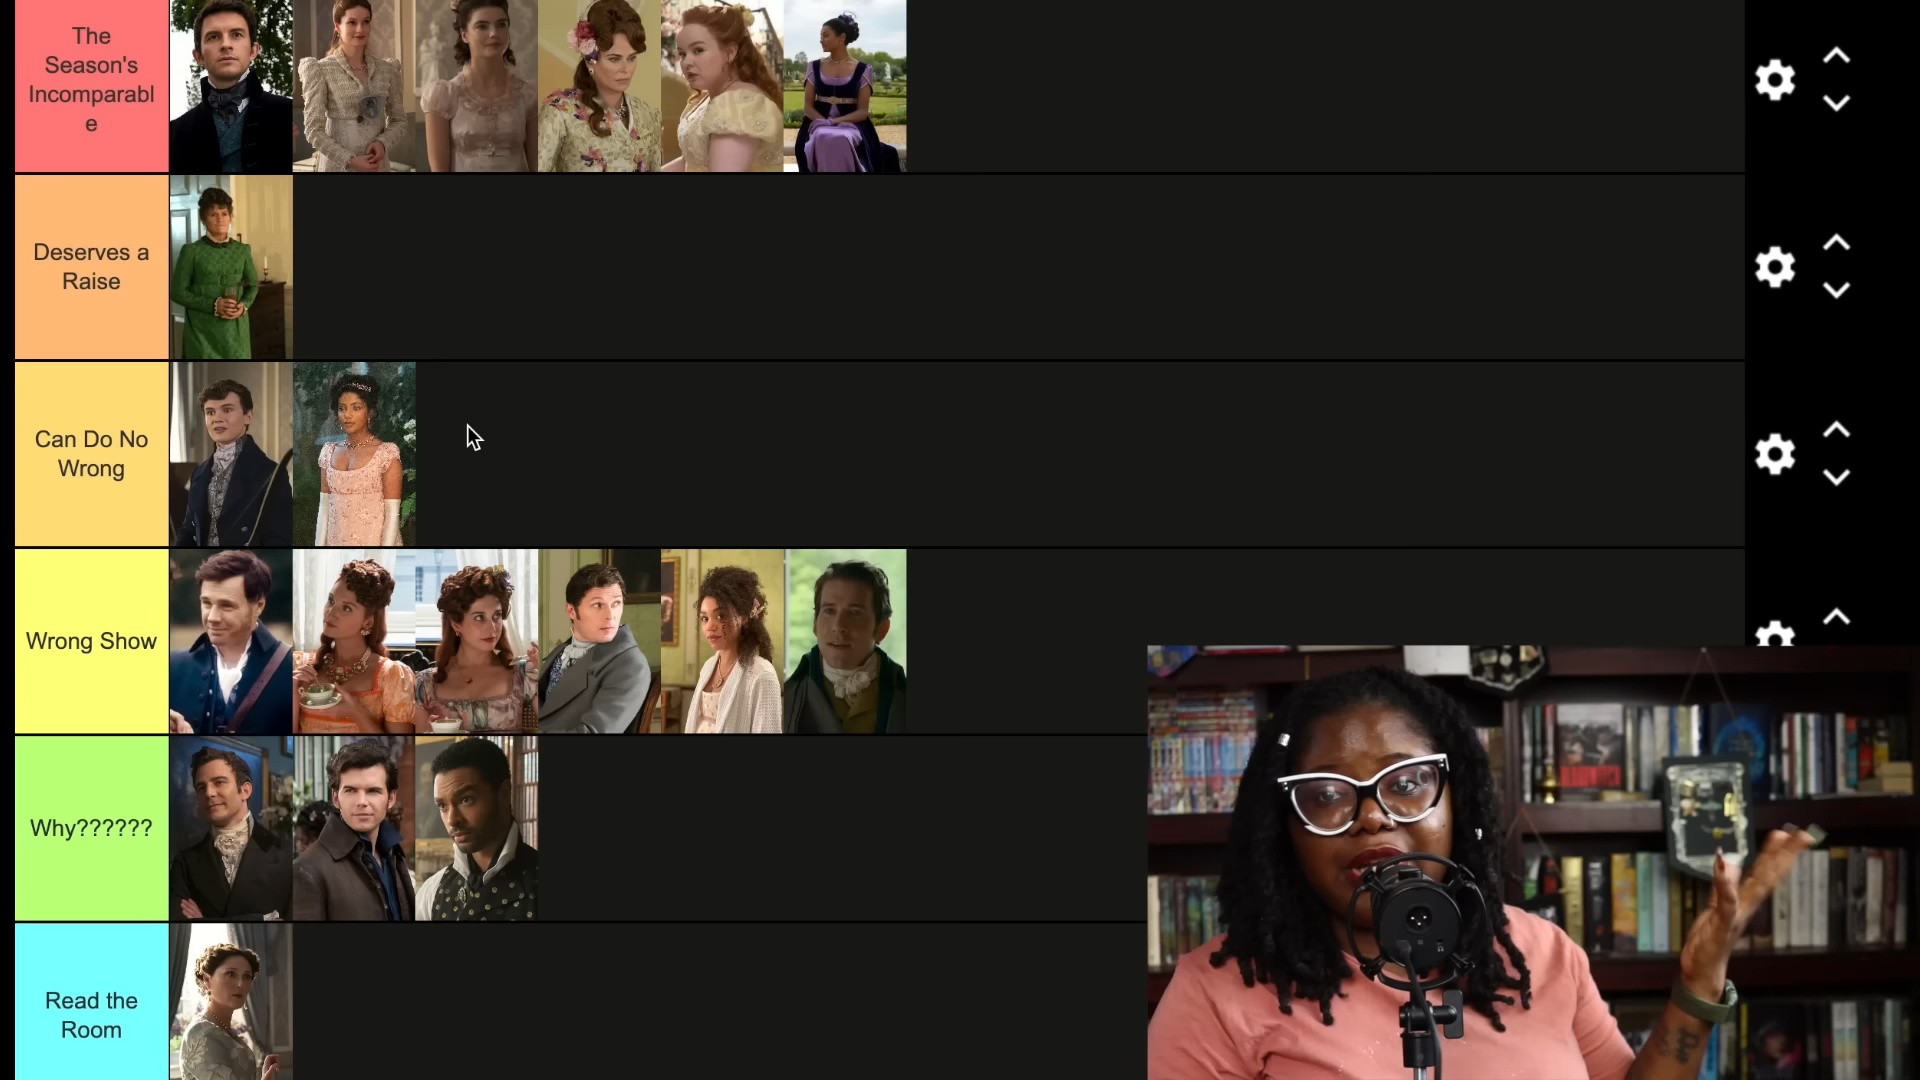 The
Season's
Incomparabl
e
Deserves a
Raise
Can Do No
Wrong
Wrong Show
Why??????
Read the
Room